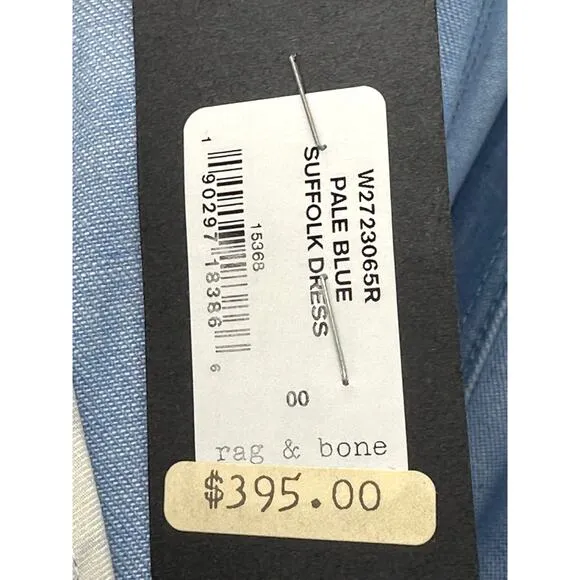 W2723065R
PALE BLUE
SUFFOLK DRESS
15368
1 90297 18386 6
00
rag & bone
$395.00